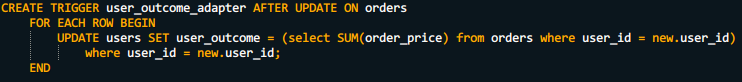 CREATE TRIGGER user_outcome_adapter AFTER UPDATE ON orders
FOR EACH ROW BEGIN
UPDATE users SET user_outcome = (select SUM(order_price) from orders where user_id = new.user_id)
where user_id = new.user_id;
END